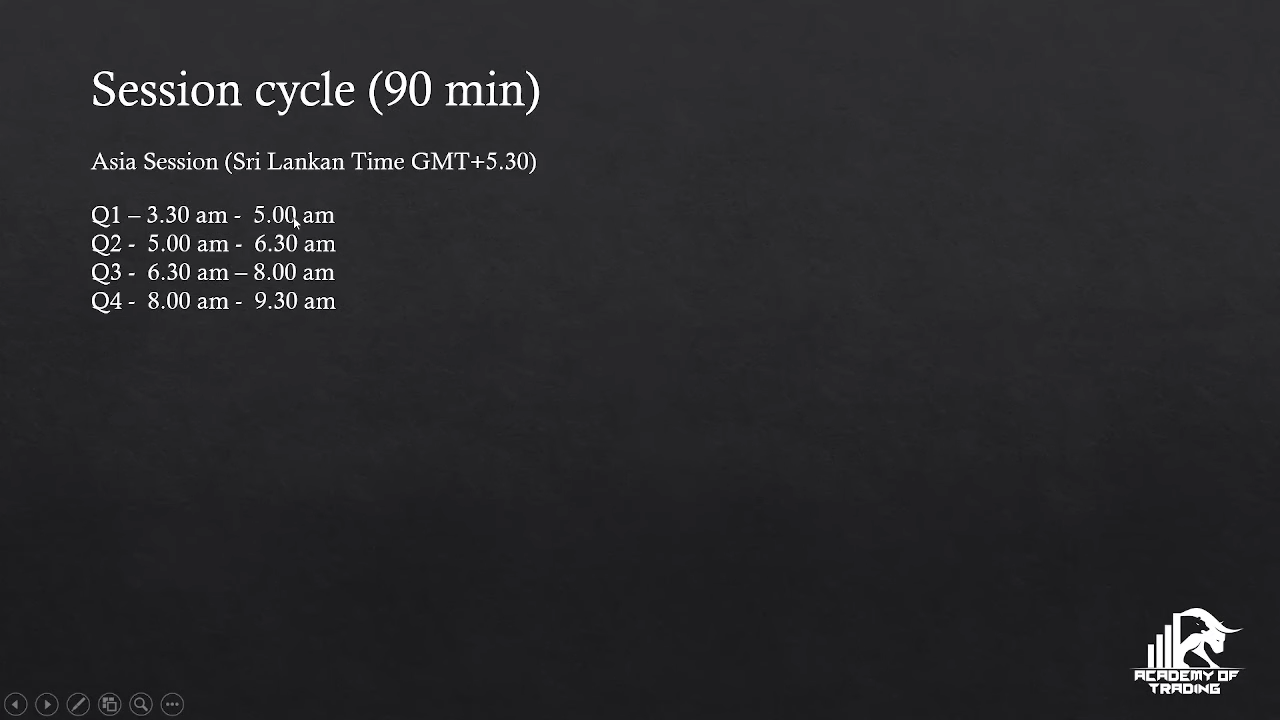 Session cycle (90 min)
Asia Session (Sri Lankan Time GMT+5.30)
Q1 – 3.30 am -  5.00 am
Q2 -  5.00 am -  6.30 am
Q3 -  6.30 am – 8.00 am
Q4 -  8.00 am -  9.30 am
ACADEMY OF
TRADING